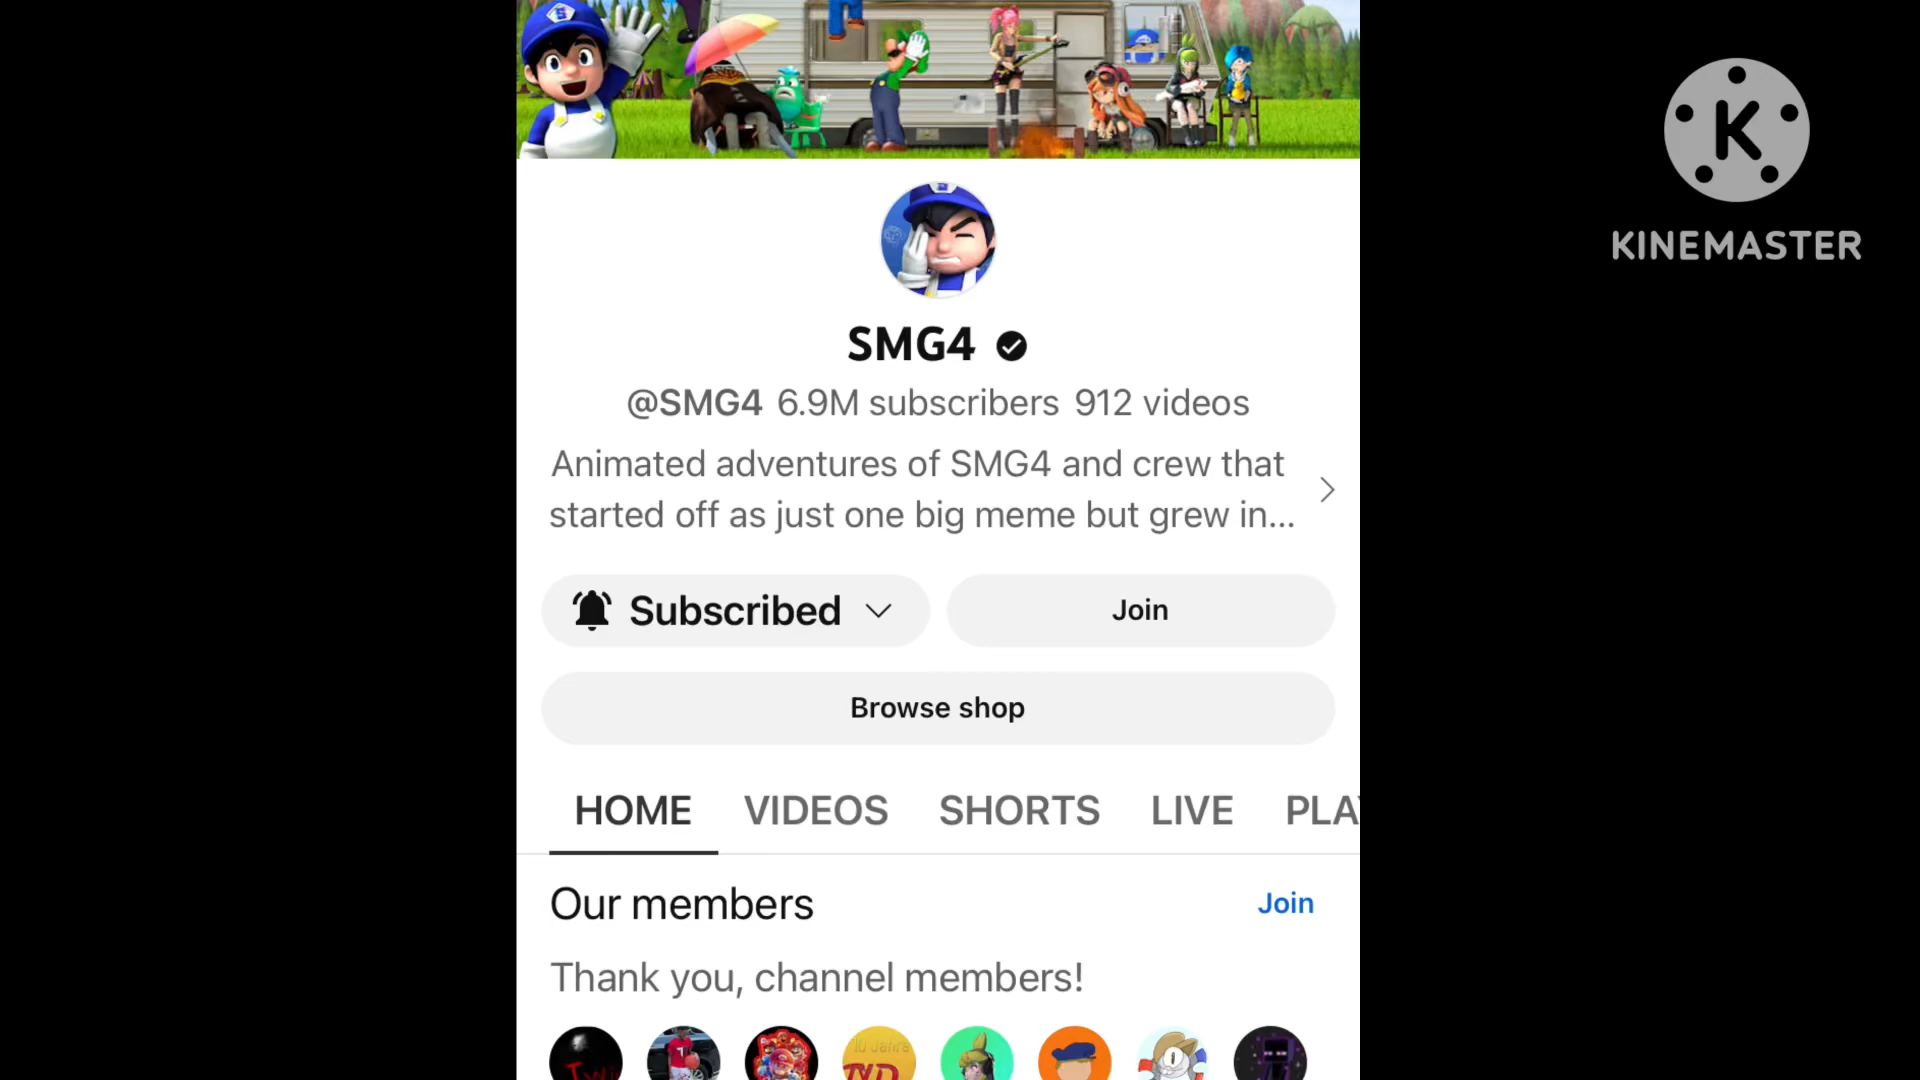 K
KINEMASTER
SMG4
@SMG4 6.9M subscribers 912 videos
Animated adventures of SMG4 and crew that
started off as just one big meme but grew in...
Subscribed
Join
Browse shop
HOME VIDEOS SHORTS LIVE PLAY
Our members
Join
Thank you, channel members!